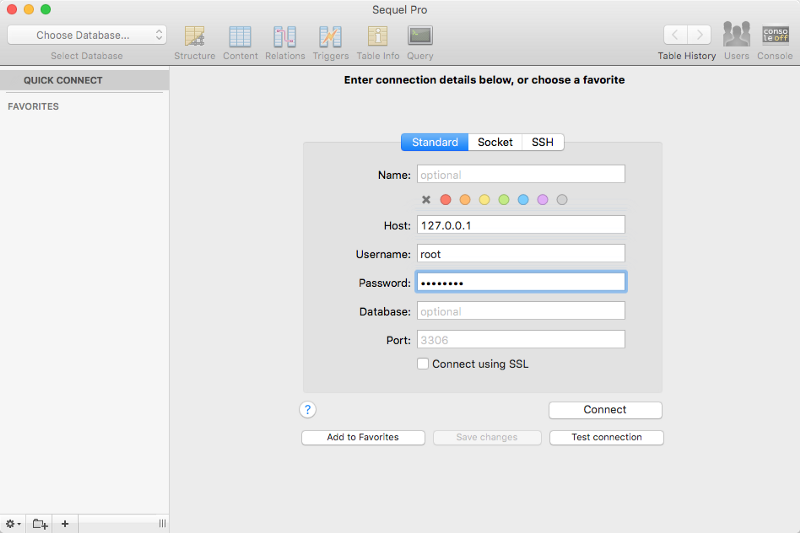 Sequel Pro
Choose Database...
Select Database
Structure
Content
Relations
Triggers
Table Info
Query
Table History
Users
conso
le off
Console
QUICK CONNECT
FAVORITES
Enter connection details below, or choose a favorite
Standard
Socket
SSH
Name: optional
Host: 127.0.0.1
Username: root
Password: ••••••••
Database: optional
Port: 3306
Connect using SSL
?
Connect
Add to Favorites
Save changes
Test connection